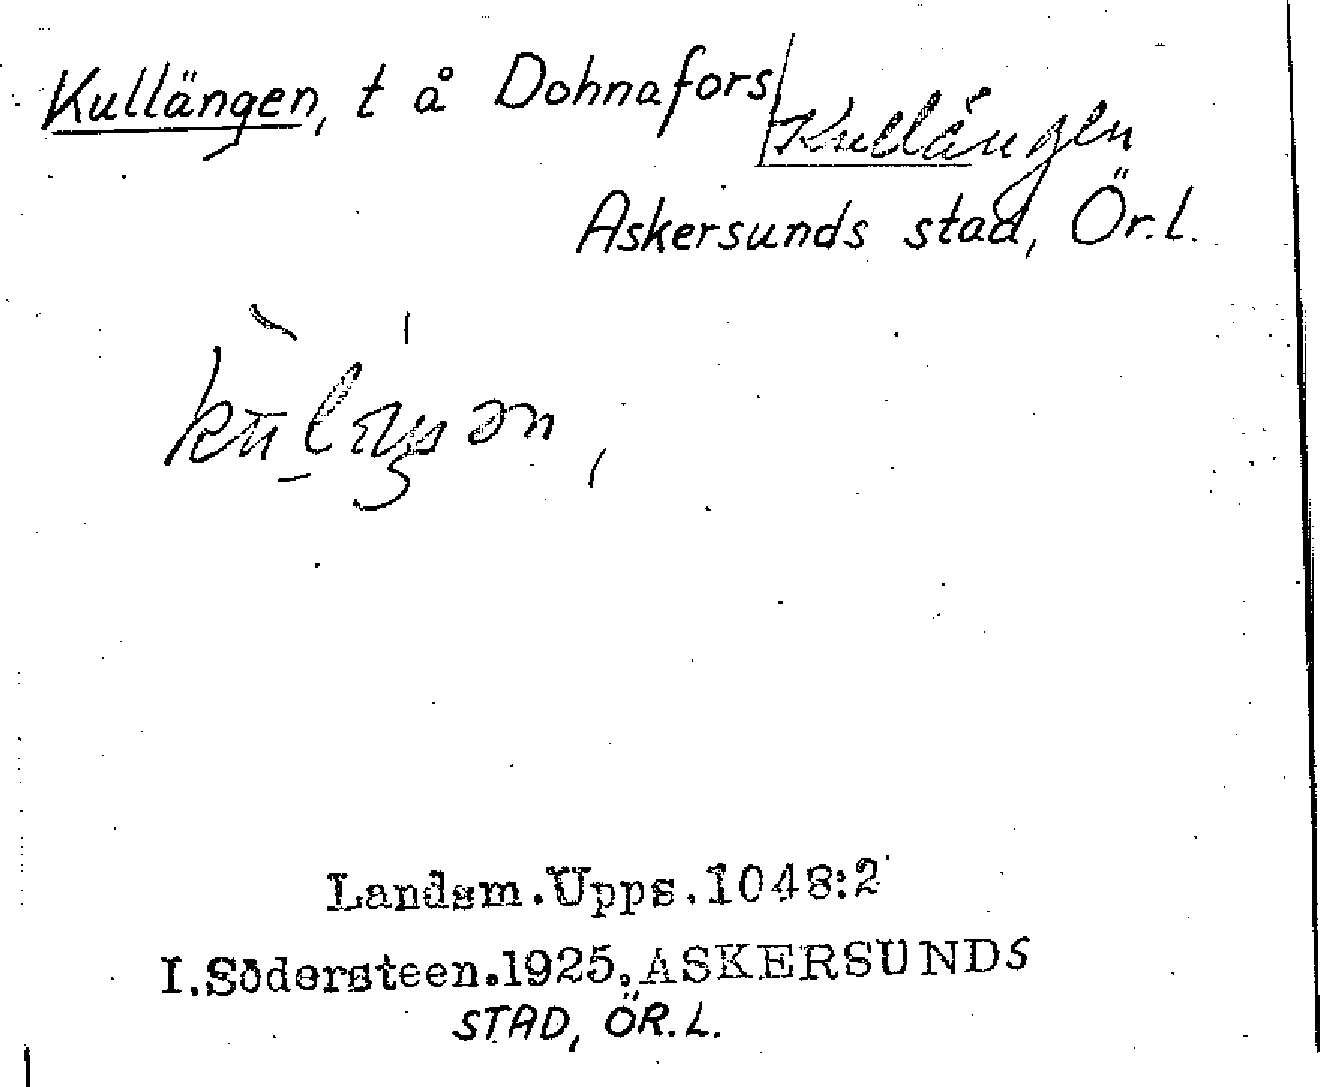 Kullängen, t å Dohnafors/Kullängen
Askersunds stad, Ör.l.
Landsm.Upps.1048:2
I.Södersteen.1925.ASKERSUNDS
STAD, ÖR.L.